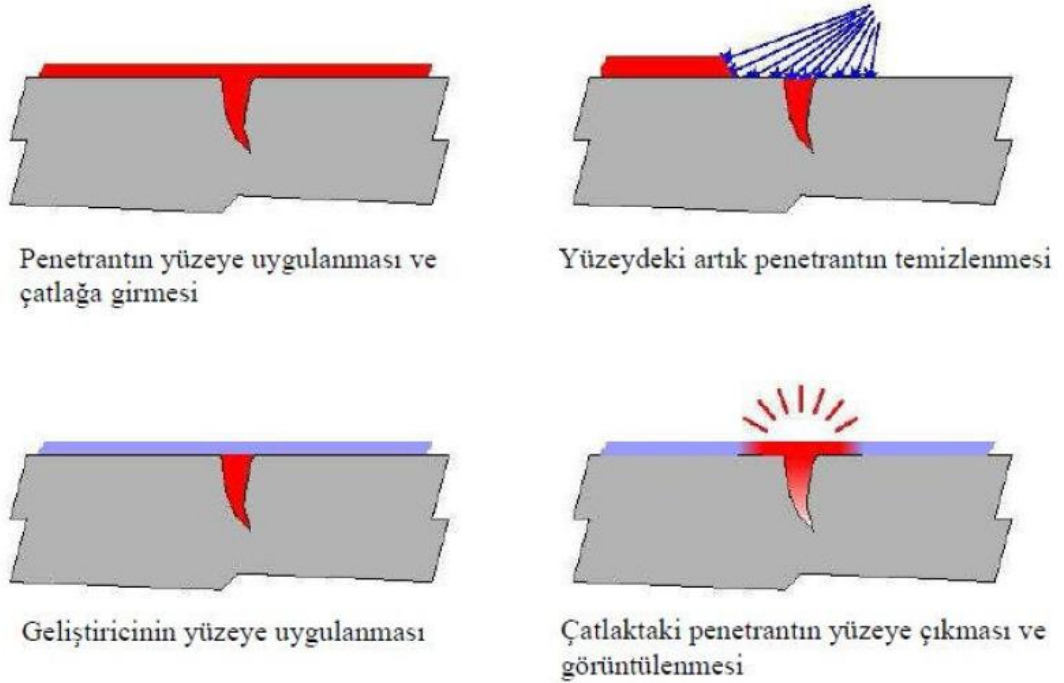 Penetrantın yüzeye uygulanması ve
çatlağa girmesi
Yüzeydeki artık penetrantın temizlenmesi
Geliştiricinin yüzeye uygulanması
Çatlaktaki penetrantın yüzeye çıkması ve
görüntülenmesi